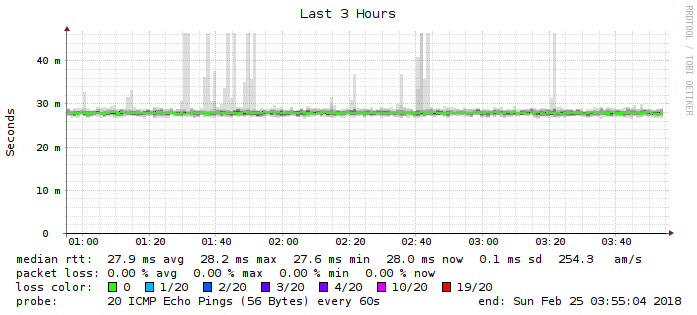 Last 3 Hours
RRDTOOL / TOBI OETIKER
Seconds
40 m
30 m
20 m
10 m
0
01:00 01:20 01:40 02:00 02:20 02:40 03:00 03:20 03:40
median rtt: 27.9 ms avg 28.2 ms max 27.6 ms min 28.0 ms now 0.1 ms sd 254.3 am/s
packet loss: 0.00 % avg 0.00 % max 0.00 % min 0.00 % now
loss color: 0 1/20 2/20 3/20 4/20 10/20 19/20
probe: 20 ICMP Echo Pings (56 Bytes) every 60s end: Sun Feb 25 03:55:04 2018